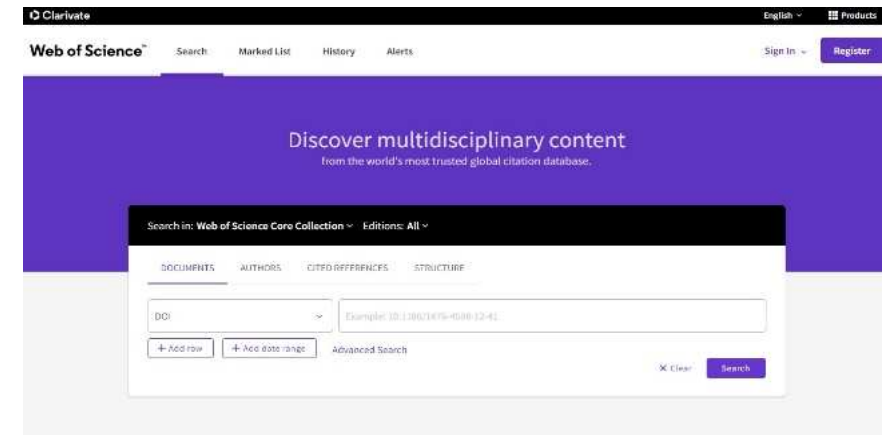 Clarivate English Products
Web of Science™ Search Marked List History Alerts Sign In Register
Discover multidisciplinary content
from the world's most trusted global citation database.
Search in: Web of Science Core Collection Editions: All
DOCUMENTS AUTHORS CITED REFERENCES STRUCTURE
DOI Example:
+ Add row + Add date range Advanced Search
× Clear Search